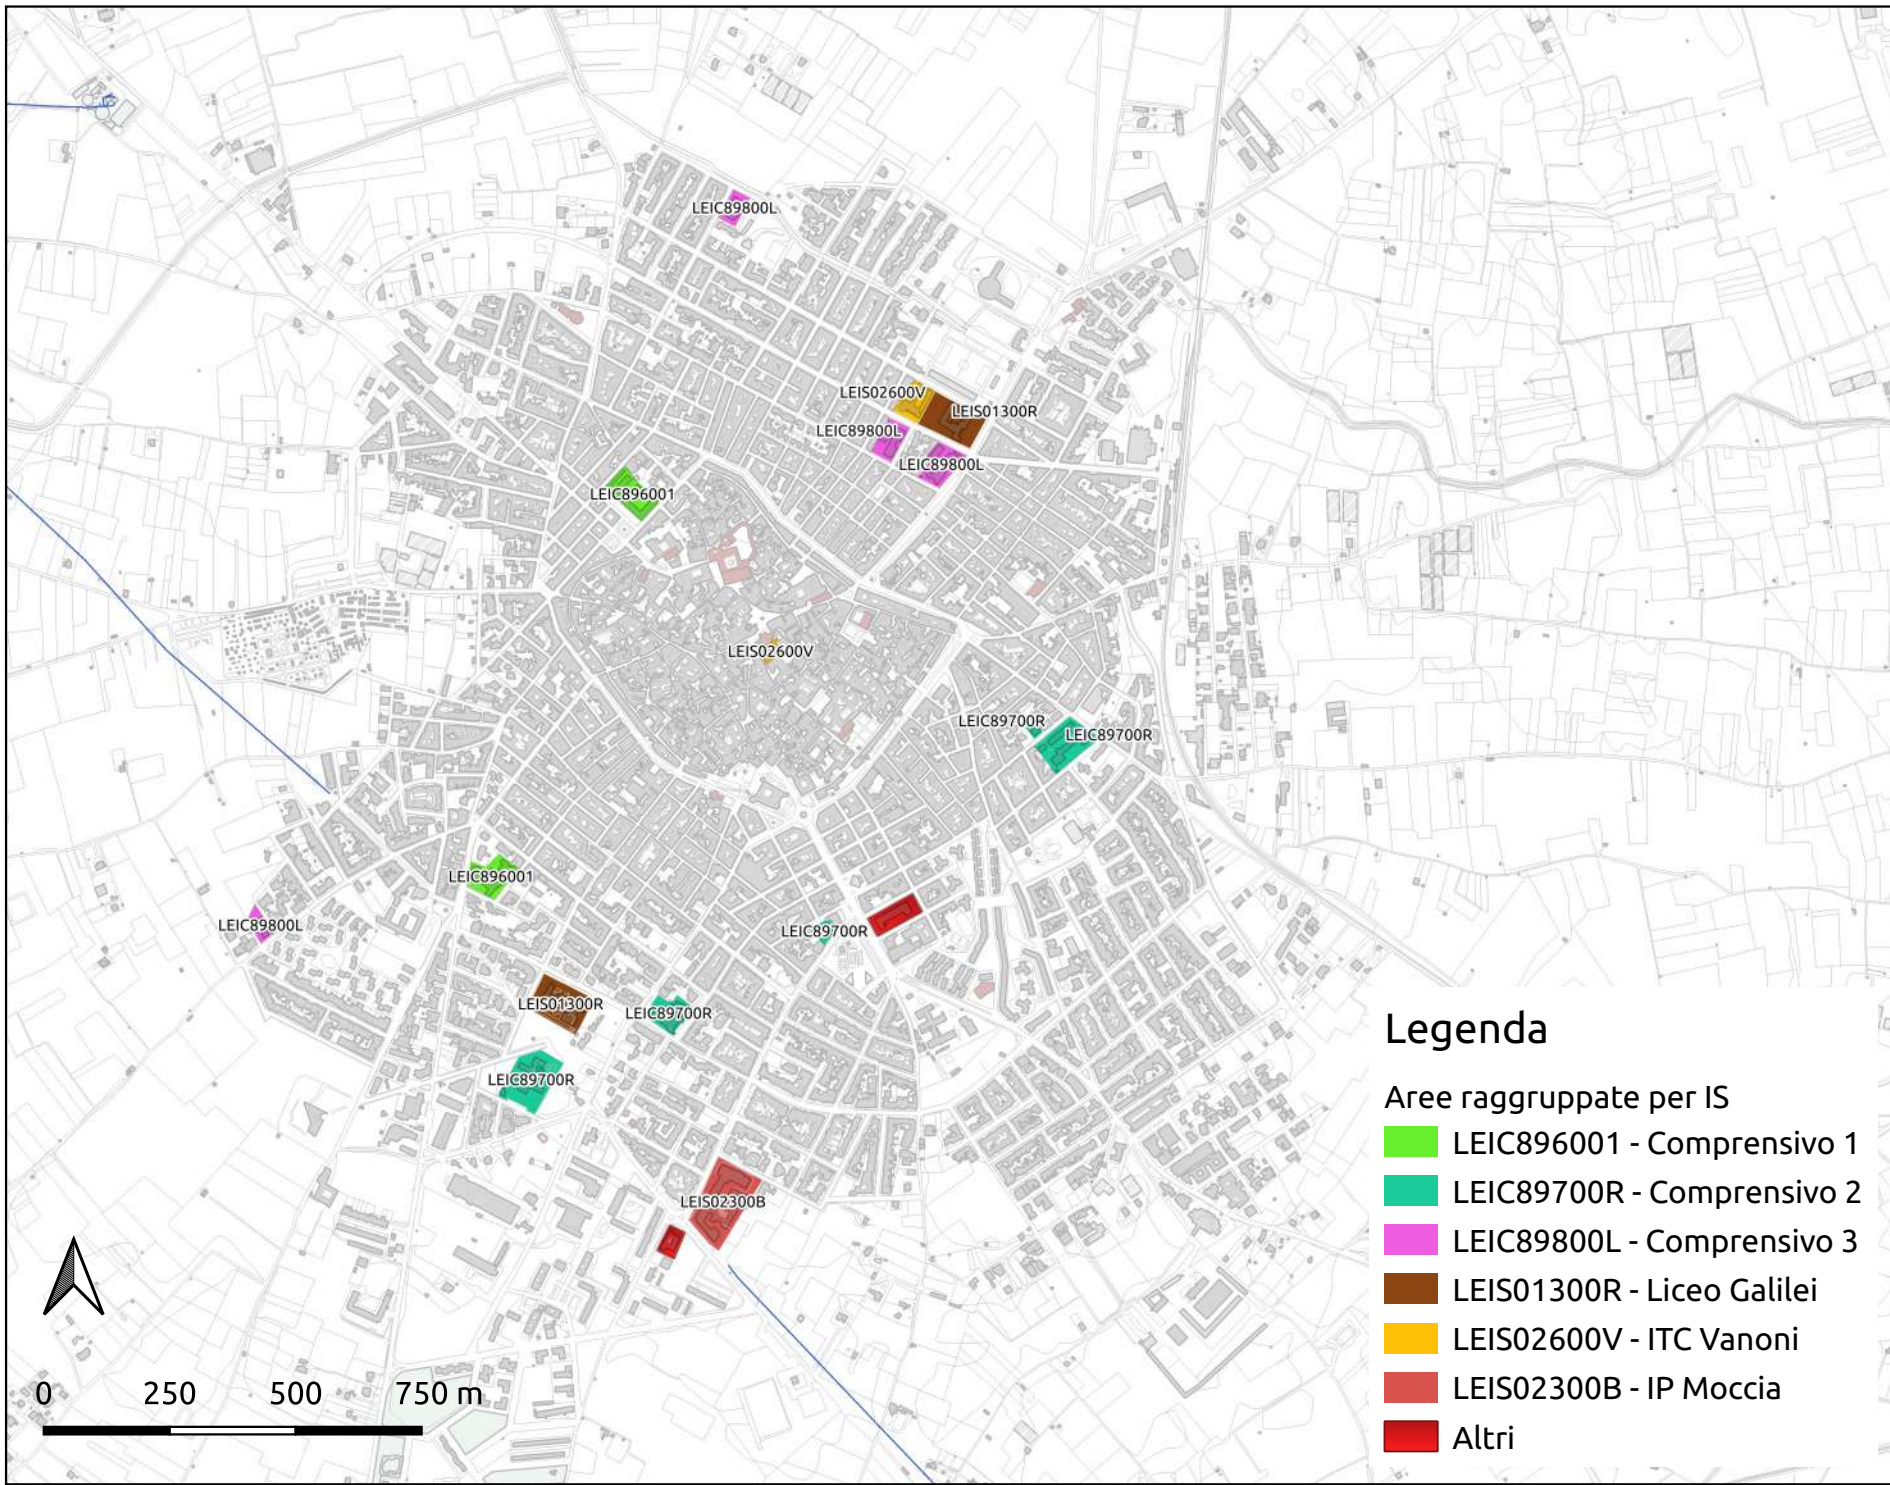 LEIC89800L
LEIS02600V
LEIS01300R
LEIC89800L
LEIC89800L
LEIC896001
LEIS02600V
LEIC89700R
LEIC89700R
LEIC896001
LEIC89800L
LEIC89700R
LEIS01300R
LEIC89700R
LEIC89700R
LEIS02300B
0 250 500 750 m
Legenda
Aree raggruppate per IS
LEIC896001 - Comprensivo 1
LEIC89700R - Comprensivo 2
LEIC89800L - Comprensivo 3
LEIS01300R - Liceo Galilei
LEIS02600V - ITC Vanoni
LEIS02300B - IP Moccia
Altri